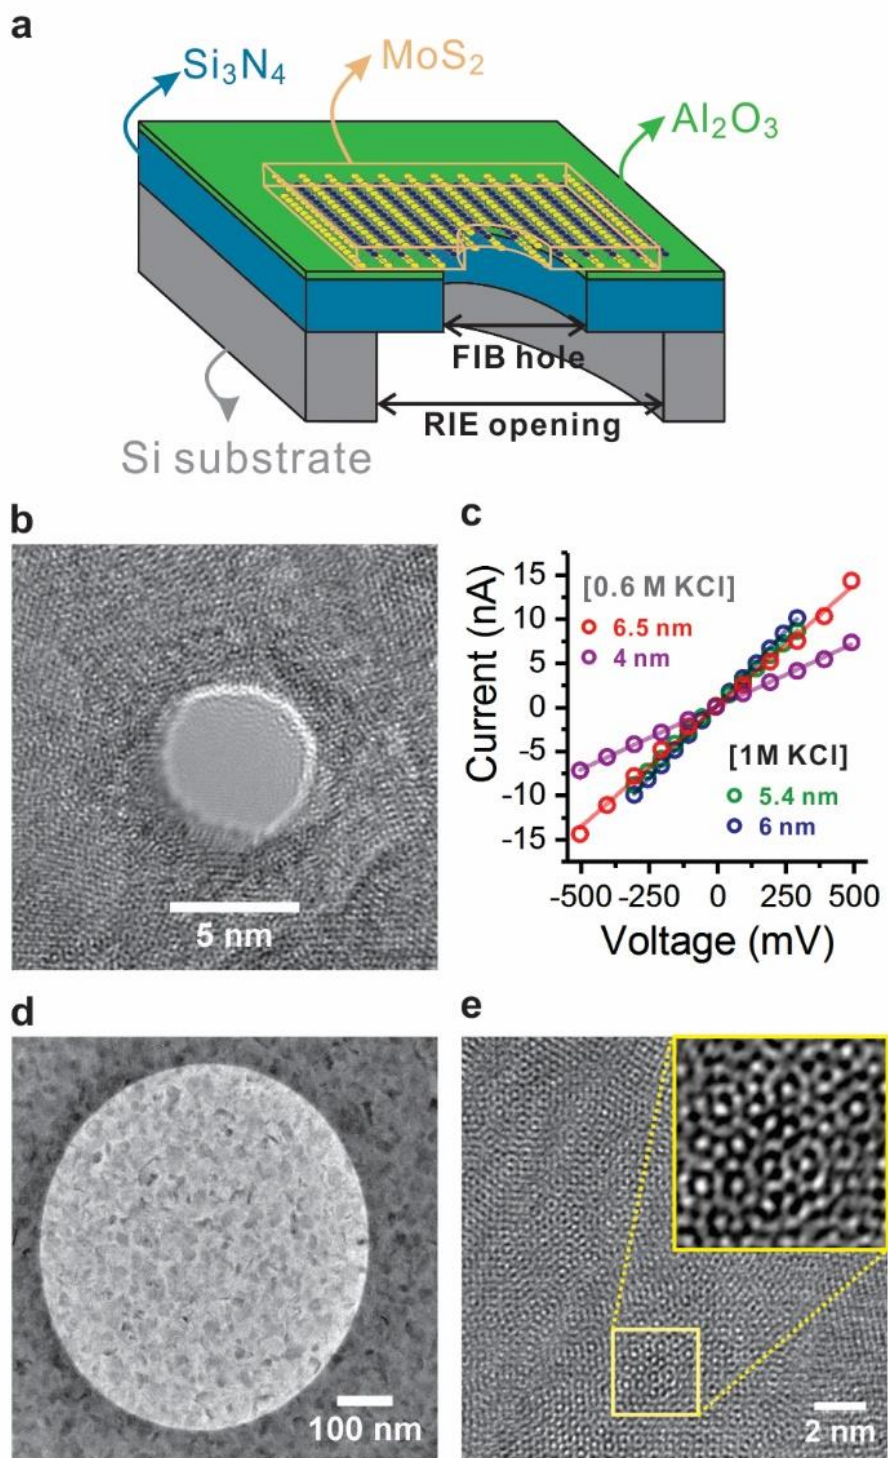 a
Si₃N₄
MoS₂
Al₂O₃
FIB hole
RIE opening
Si substrate
b
5 nm
c
Current (nA)
15
10
5
0
-5
-10
-15
[0.6 M KCl]
6.5 nm
4 nm
[1M KCl]
5.4 nm
6 nm
-500 -250 0 250 500
Voltage (mV)
d
100 nm
e
2 nm